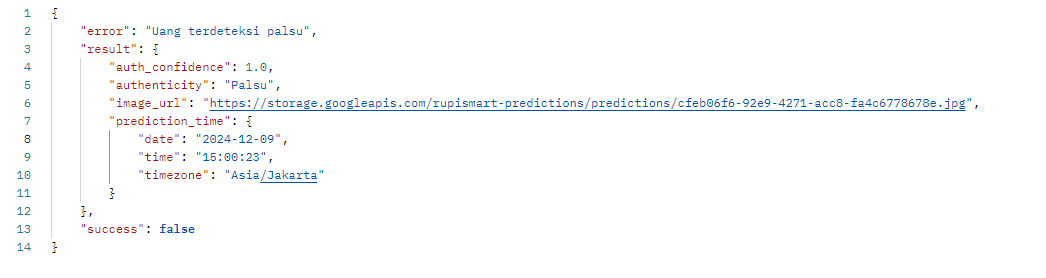 1 {
2 "error": "Uang terdeteksi palsu",
3 "result": {
4 "auth_confidence": 1.0,
5 "authenticity": "Palsu",
6 "image_url": "https://storage.googleapis.com/rupismart-predictions/predictions/cfeb06f6-92e9-4271-acc8-fa4c6778678e.jpg",
7 "prediction_time": {
8 "date": "2024-12-09",
9 "time": "15:00:23",
10 "timezone": "Asia/Jakarta"
11 }
12 },
13 "success": false
14 }